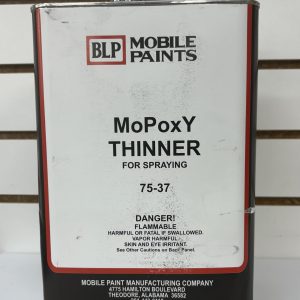 BLP MOBILE
PAINTS
MoPoxY
THINNER
FOR SPRAYING
75-37
DANGER!
FLAMMABLE
HARMFUL OR FATAL IF SWALLOWED.
VAPOR HARMFUL.
SKIN AND EYE IRRITANT.
See Other Cautions on Back Panel.
MOBILE PAINT MANUFACTURING COMPANY
4775 HAMILTON BOULEVARD
THEODORE, ALABAMA 36582